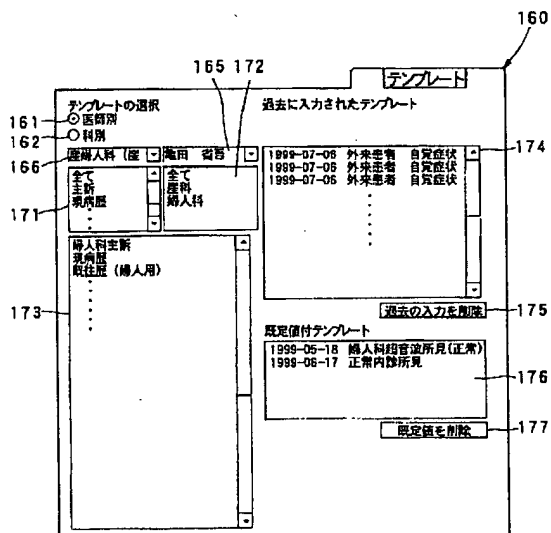 160
テンプレート
165 172
テンプレートの選択
過去に入力されたテンプレート
161
医師別
162
科別
166
産婦人科（産
亀田
174
1999-07-06 外来患者 自覚症状
1999-07-06 外来患者 自覚症状
1999-07-06 外来患者 自覚症状
171
全て
主訴
現病歴
全て
産科
婦人科
173
婦人科主訴
現病歴
既往歴（婦人用）
過去の入力を削除
175
既定値付テンプレート
1999-05-18 婦人科超音波所見(正常)
1999-06-17 正常内診所見
176
既定値を削除
177